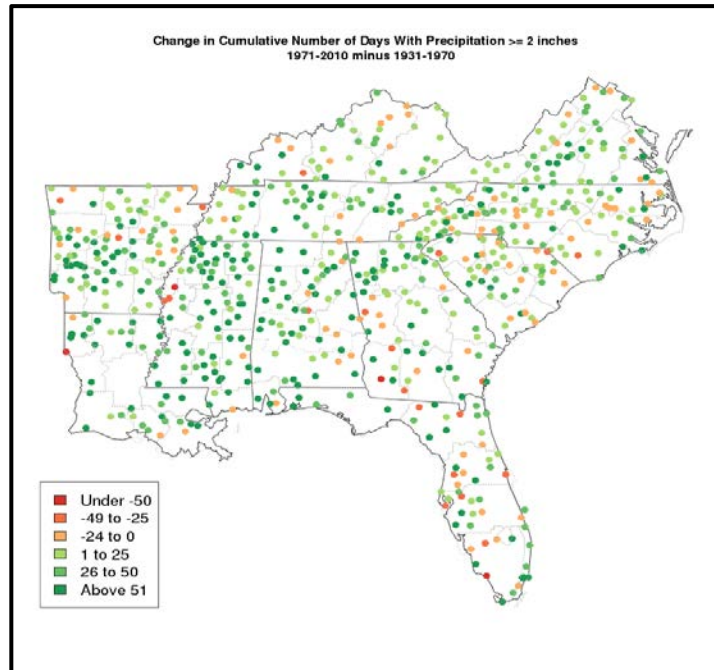 Change in Cumulative Number of Days With Precipitation >= 2 inches
1971-2010 minus 1931-1970
Under -50
-49 to -25
-24 to 0
1 to 25
26 to 50
Above 51